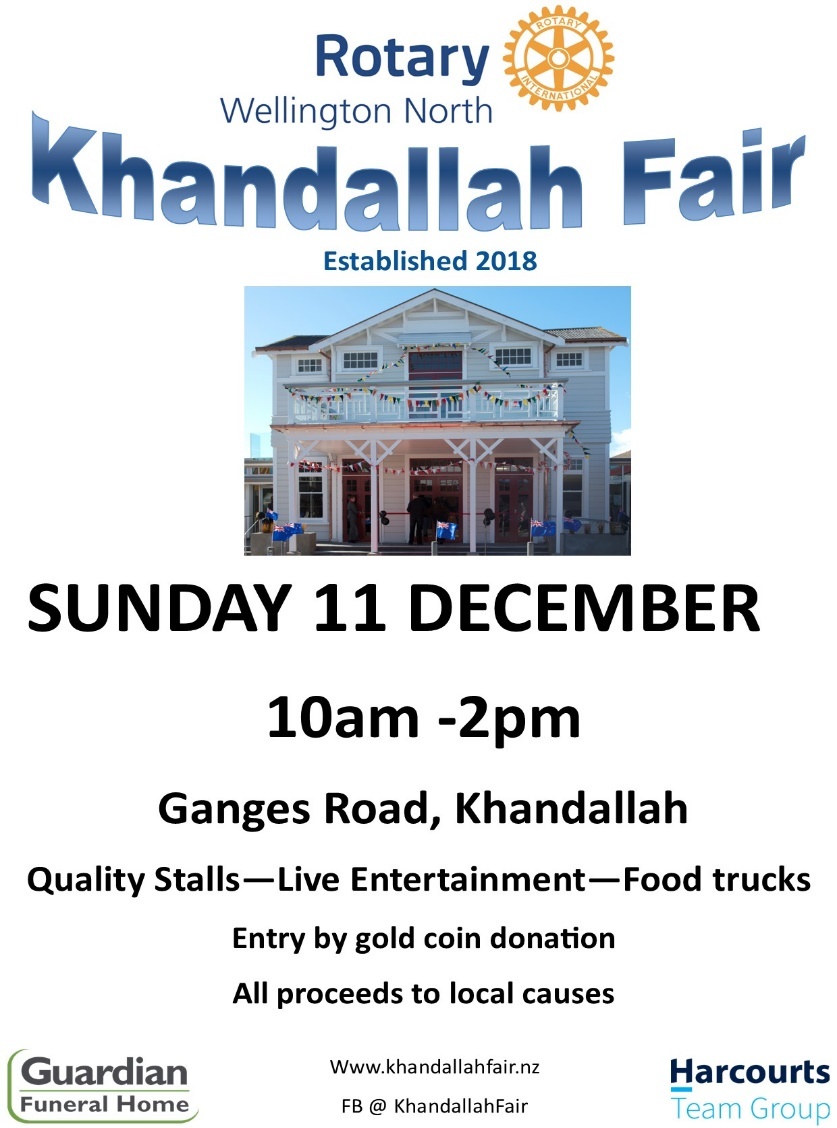 Rotary
ROTARY
INTERNATIONAL
Wellington North
Khandallah Fair
Established 2018
SUNDAY 11 DECEMBER
10am -2pm
Ganges Road, Khandallah
Quality Stalls—Live Entertainment—Food trucks
Entry by gold coin donation
All proceeds to local causes
Guardian
Funeral Home
Www.khandallahfair.nz
FB @ KhandallahFair
Harcourts
Team Group